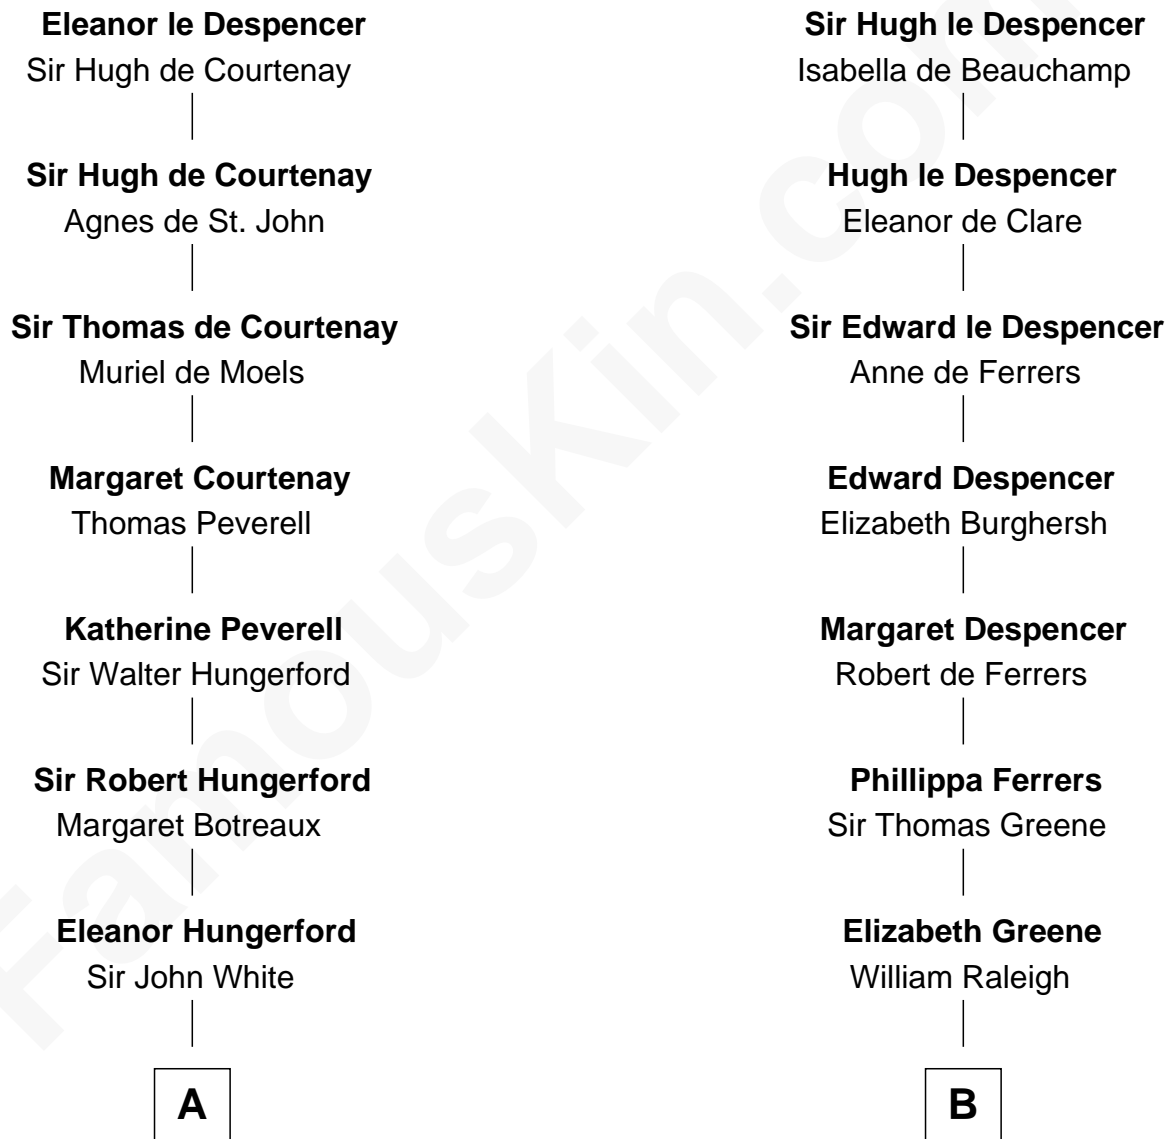 Eleanor le Despencer
Sir Hugh de Courtenay
Sir Hugh de Courtenay
Agnes de St. John
Sir Thomas de Courtenay
Muriel de Moels
Margaret Courtenay
Thomas Peverell
Katherine Peverell
Sir Walter Hungerford
Sir Robert Hungerford
Margaret Botreaux
Eleanor Hungerford
Sir John White
A
Sir Hugh le Despencer
Isabella de Beauchamp
Hugh le Despencer
Eleanor de Clare
Sir Edward le Despencer
Anne de Ferrers
Edward Despencer
Elizabeth Burghersh
Margaret Despencer
Robert de Ferrers
Phillippa Ferrers
Sir Thomas Greene
Elizabeth Greene
William Raleigh
B
FamousKin.com